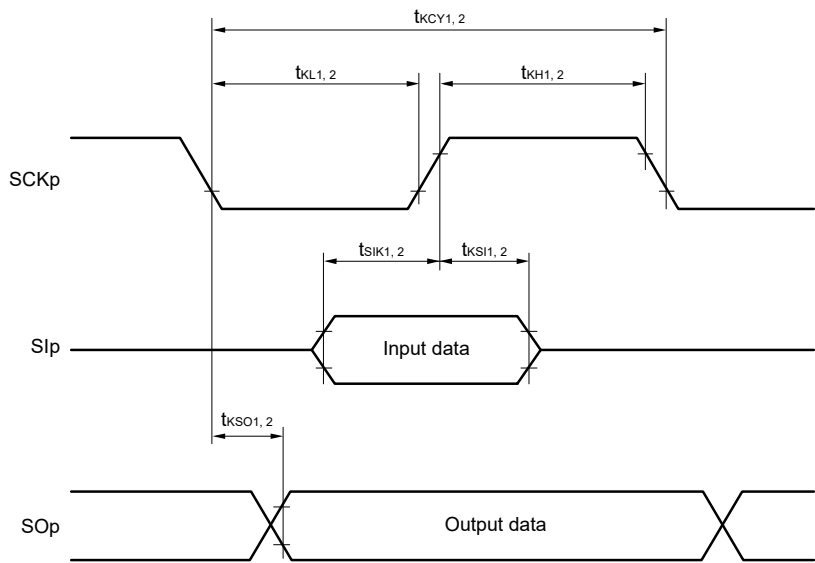 tKCY1, 2
tKL1, 2
tKH1, 2
SCKp
tSIK1, 2
tKSI1, 2
SIp
Input data
tKSO1, 2
SOp
Output data